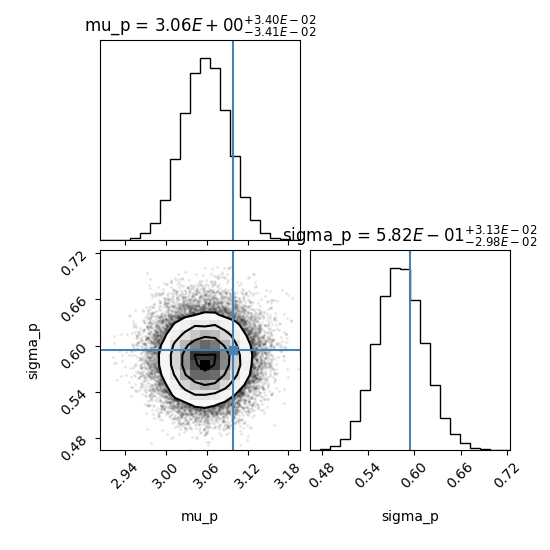 mu_p = 3.06E+00+3.40E−02
−3.41E−02
sigma_p = 5.82E−01+3.13E−02
−2.98E−02
0.72
0.66
0.60
0.54
0.48
sigma_p
2.94 3.00 3.06 3.12 3.18
0.48 0.54 0.60 0.66 0.72
mu_p
sigma_p